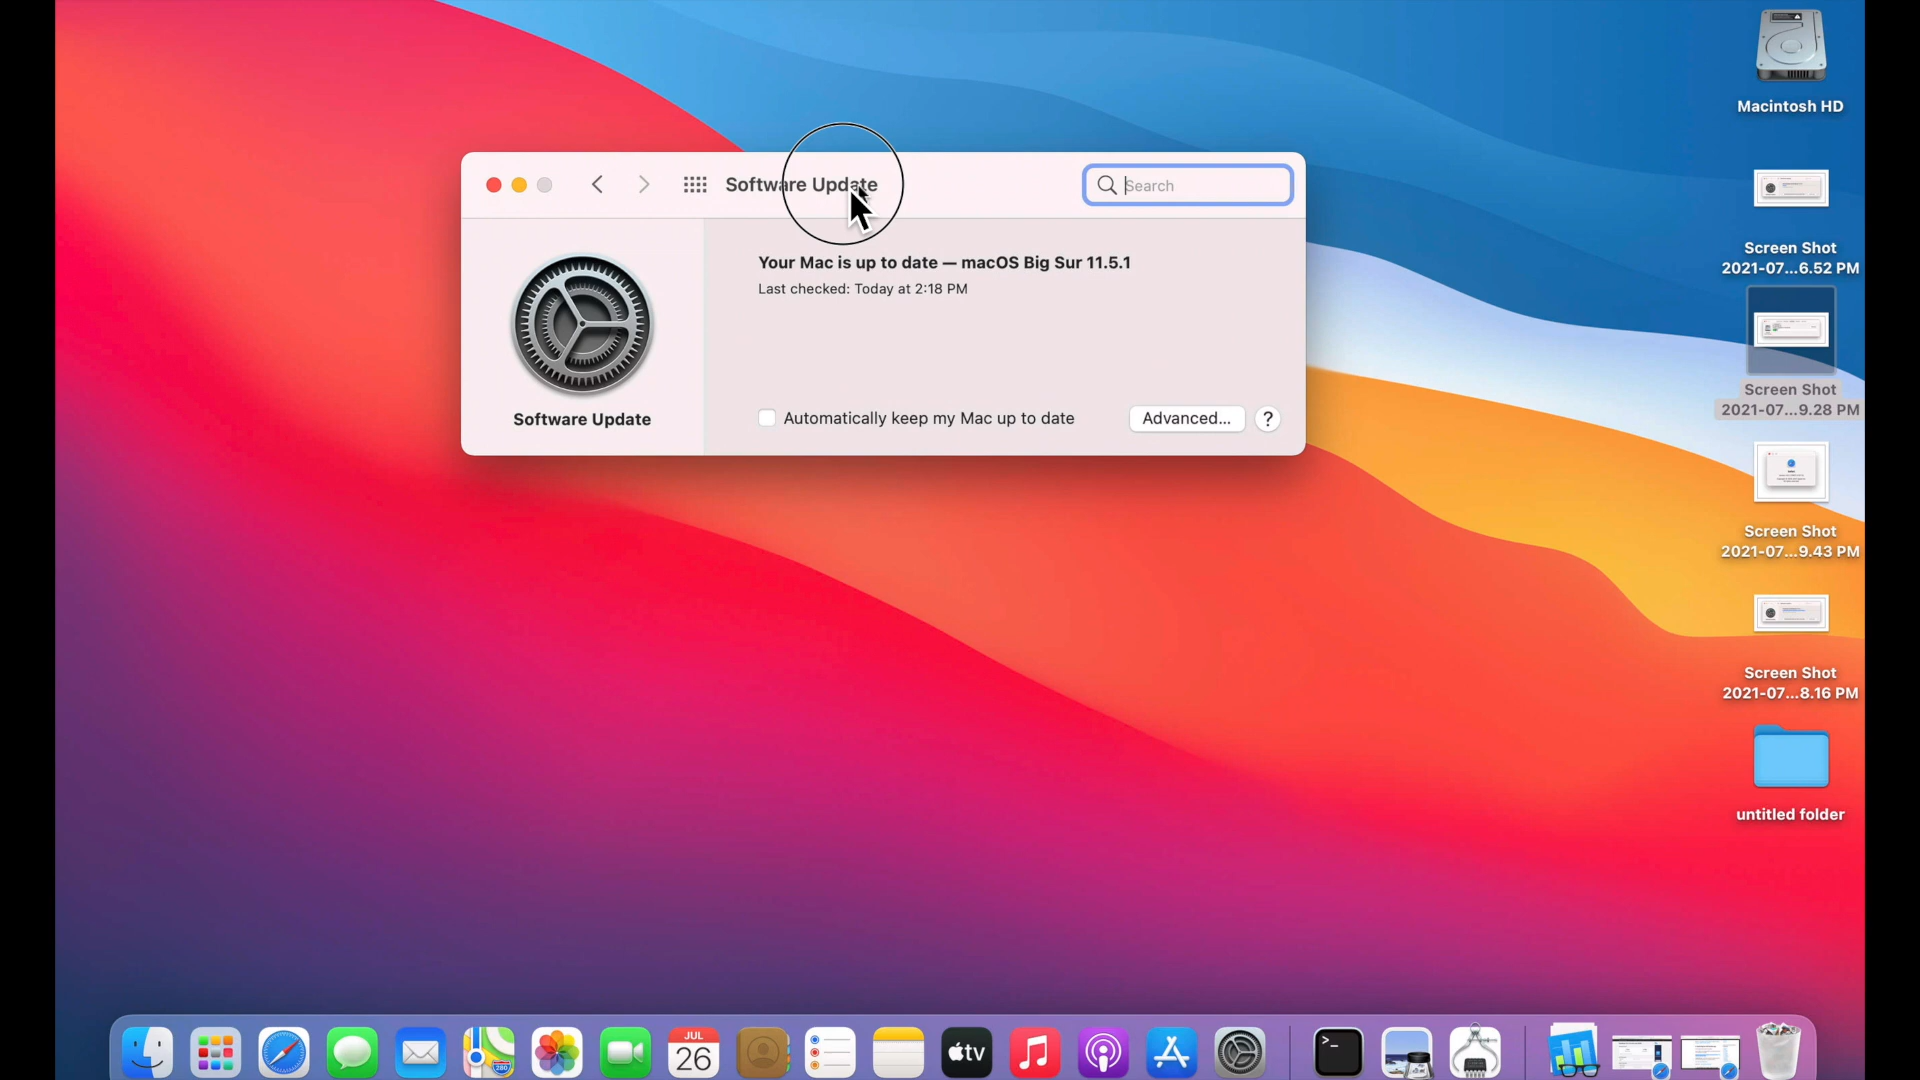 Macintosh HD
Software Update
Search
Your Mac is up to date — macOS Big Sur 11.5.1
Last checked: Today at 2:18 PM
Software Update
Automatically keep my Mac up to date
Advanced...
?
Screen Shot
2021-07...6.52 PM
Screen Shot
2021-07...9.28 PM
Screen Shot
2021-07...9.43 PM
Screen Shot
2021-07...8.16 PM
untitled folder
280
JUL
26
tv
>_